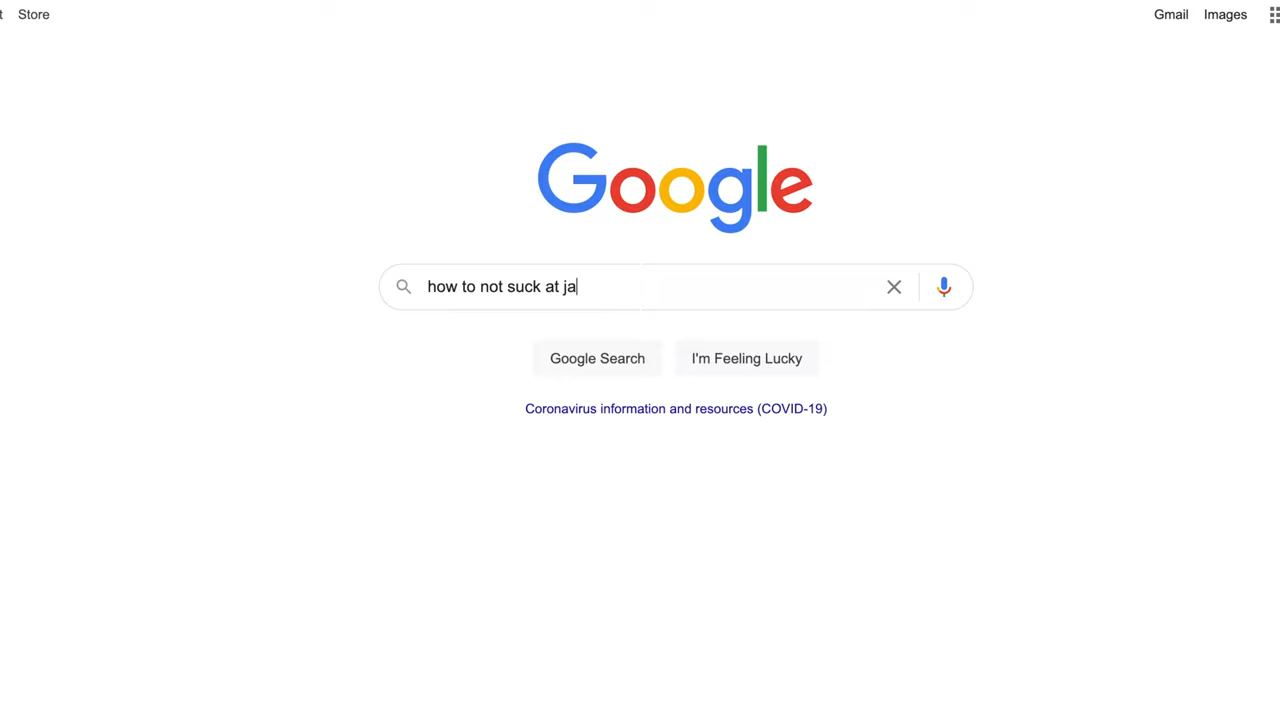 Store
Gmail Images
Google
how to not suck at ja
Google Search I'm Feeling Lucky
Coronavirus information and resources (COVID-19)